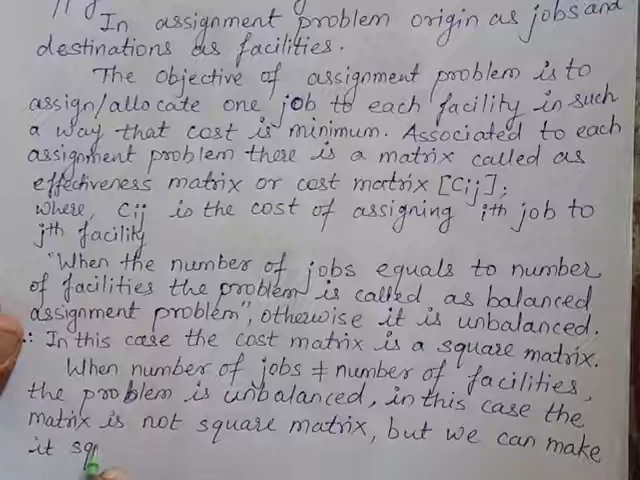 In assignment problem origin as jobs and
destinations as facilities.
The objective of assignment problem is to
assign/allocate one job to each facility in such
a way that cost is minimum. Associated to each
assignment problem there is a matrix called as
effectiveness matrix or cost matrix [Cij];
where, Cij is the cost of assigning ith job to
jth facility
"When the number of jobs equals to number
of facilities the problem is called as balanced
assignment problem", otherwise it is unbalanced.
∴ In this case the cost matrix is a square matrix.
When number of jobs ≠ number of facilities,
the problem is unbalanced, in this case the
matrix is not square matrix, but we can make
it sq